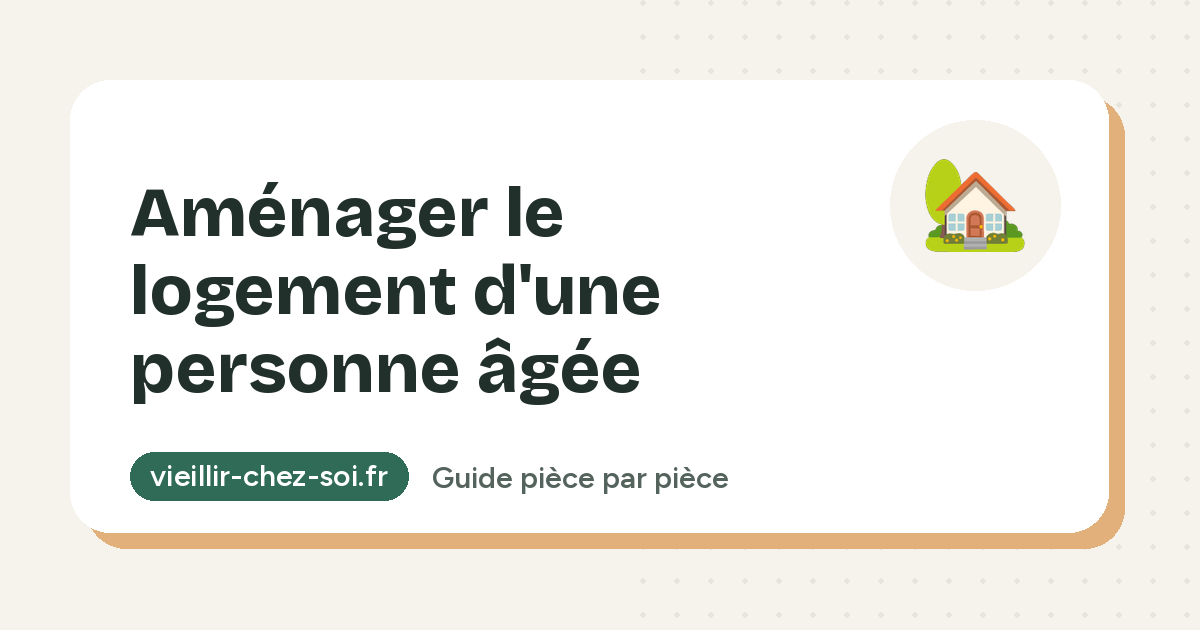 Aménager le
logement d'une
personne âgée
vieillir-chez-soi.fr Guide pièce par pièce